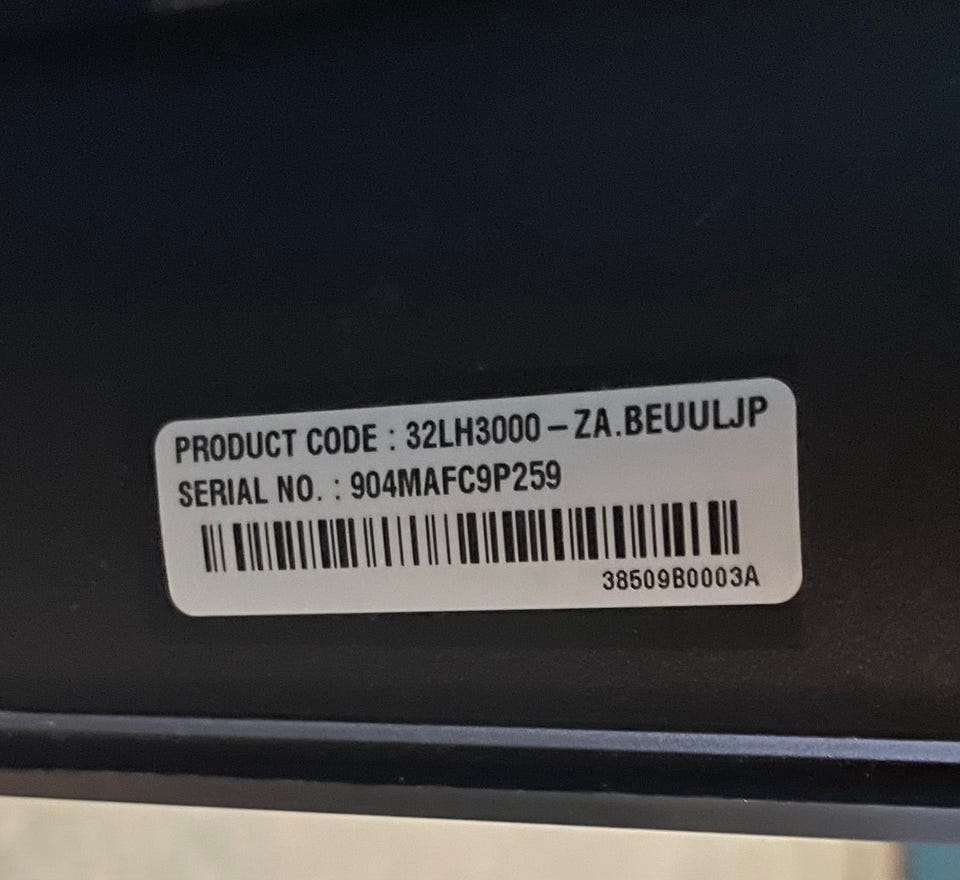 PRODUCT CODE : 32LH3000-ZA.BEUULJP
SERIAL NO. : 904MAFC9P259
38509B0003A